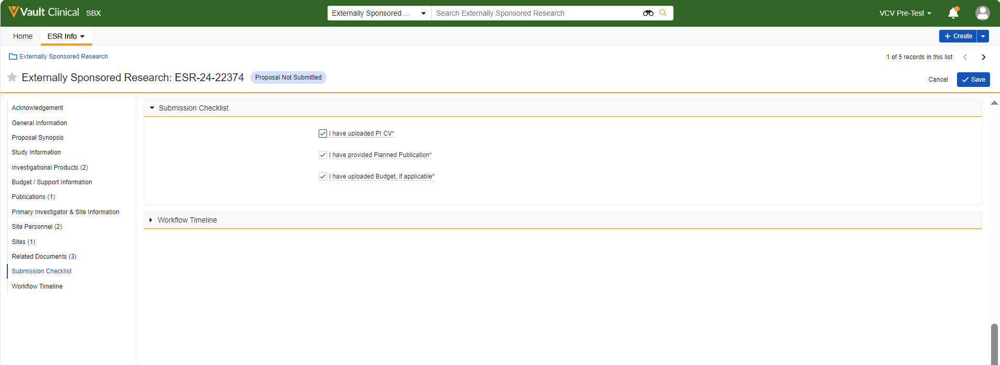 Vault Clinical SBX
Externally Sponsored ...
Search Externally Sponsored Research
VCV Pre-Test
Home
ESR Info
+ Create
Externally Sponsored Research
1 of 5 records in this list
Externally Sponsored Research: ESR-24-22374
Proposal Not Submitted
Cancel
Save
Acknowledgement
General Information
Proposal Synopsis
Study Information
Investigational Products (2)
Budget / Support Information
Publications (1)
Primary Investigator & Site Information
Site Personnel (2)
Sites (1)
Related Documents (3)
Submission Checklist
Workflow Timeline
Submission Checklist
I have uploaded PI CV*
I have provided Planned Publication*
I have uploaded Budget, if applicable*
Workflow Timeline